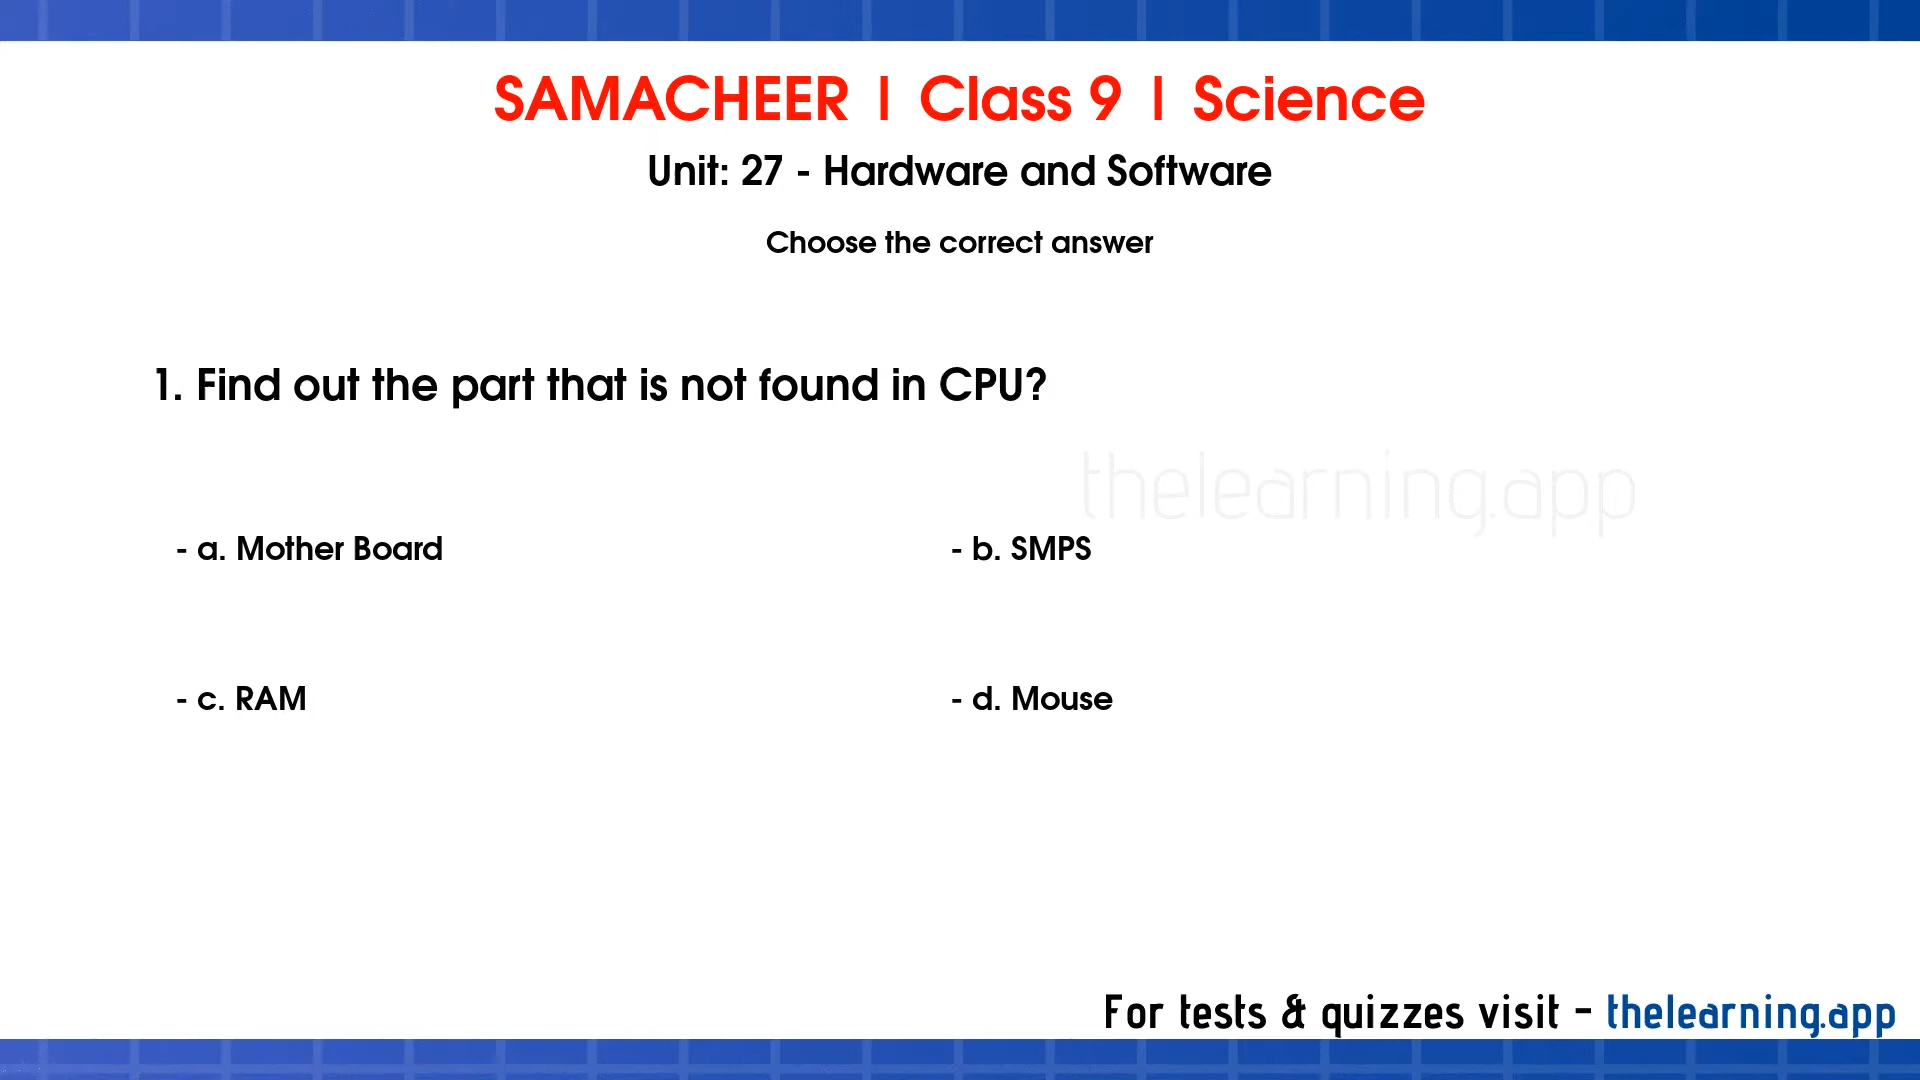 SAMACHEER | Class 9 | Science
Unit: 27 - Hardware and Software
Choose the correct answer
1. Find out the part that is not found in CPU?
thelearning.app
- a. Mother Board
- b. SMPS
- c. RAM
- d. Mouse
For tests & quizzes visit - thelearning.app